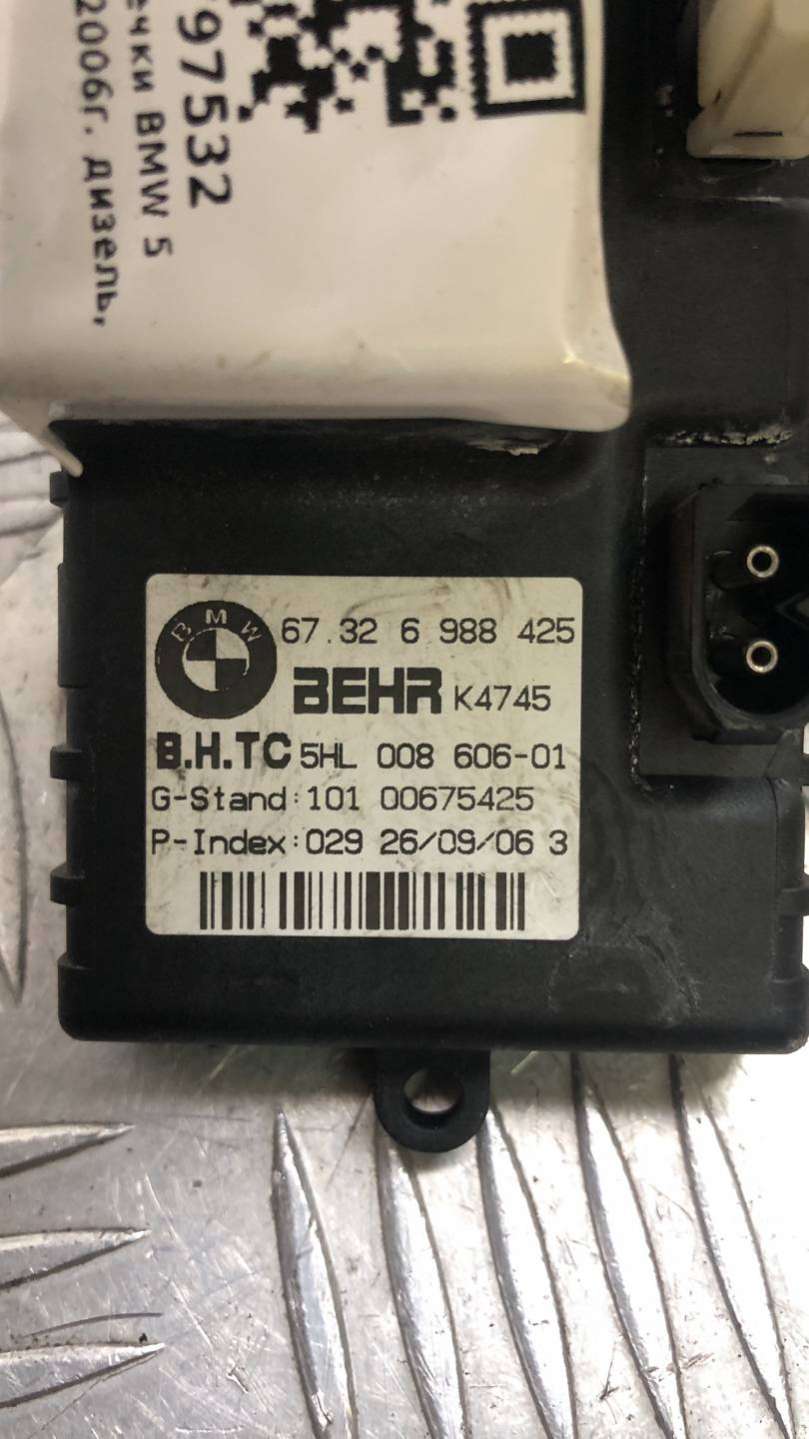 97532
BMW 5
2006г. дизель,
BMW
67.32 6 988 425
BEHR K4745
B.H.TC 5HL 008 606-01
G-Stand:101 00675425
P-Index:029 26/09/06 3